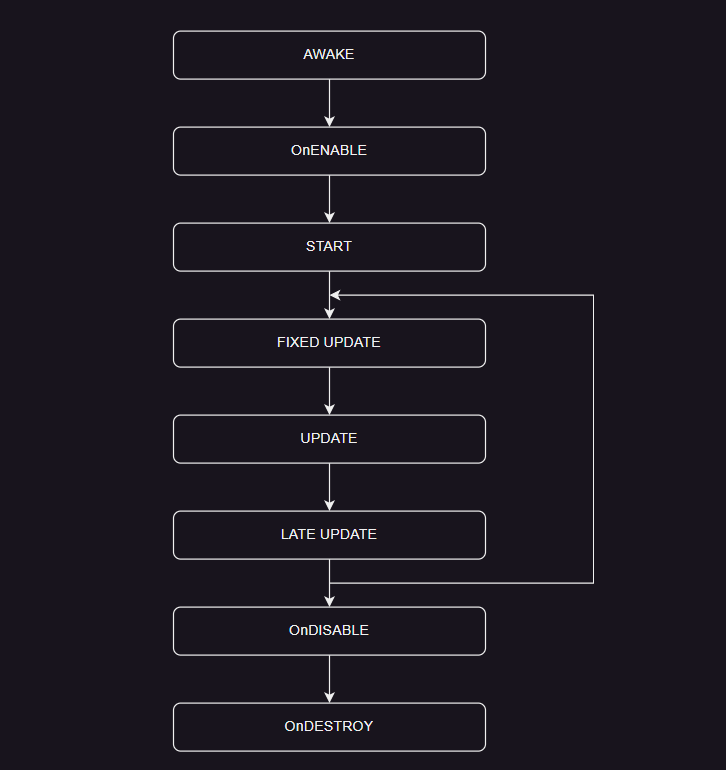 AWAKE
OnENABLE
START
FIXED UPDATE
UPDATE
LATE UPDATE
OnDISABLE
OnDESTROY